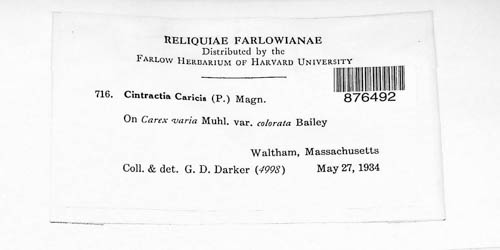 RELIQUIAE FARLOWIANAE
Distributed by the
FARLOW HERBARIUM OF HARVARD UNIVERSITY
716. Cintractia Caricis (P.) Magn.
876492
On Carex varia Muhl. var. colorata Bailey
Waltham, Massachusetts
Coll. & det. G. D. Darker (4998) May 27, 1934